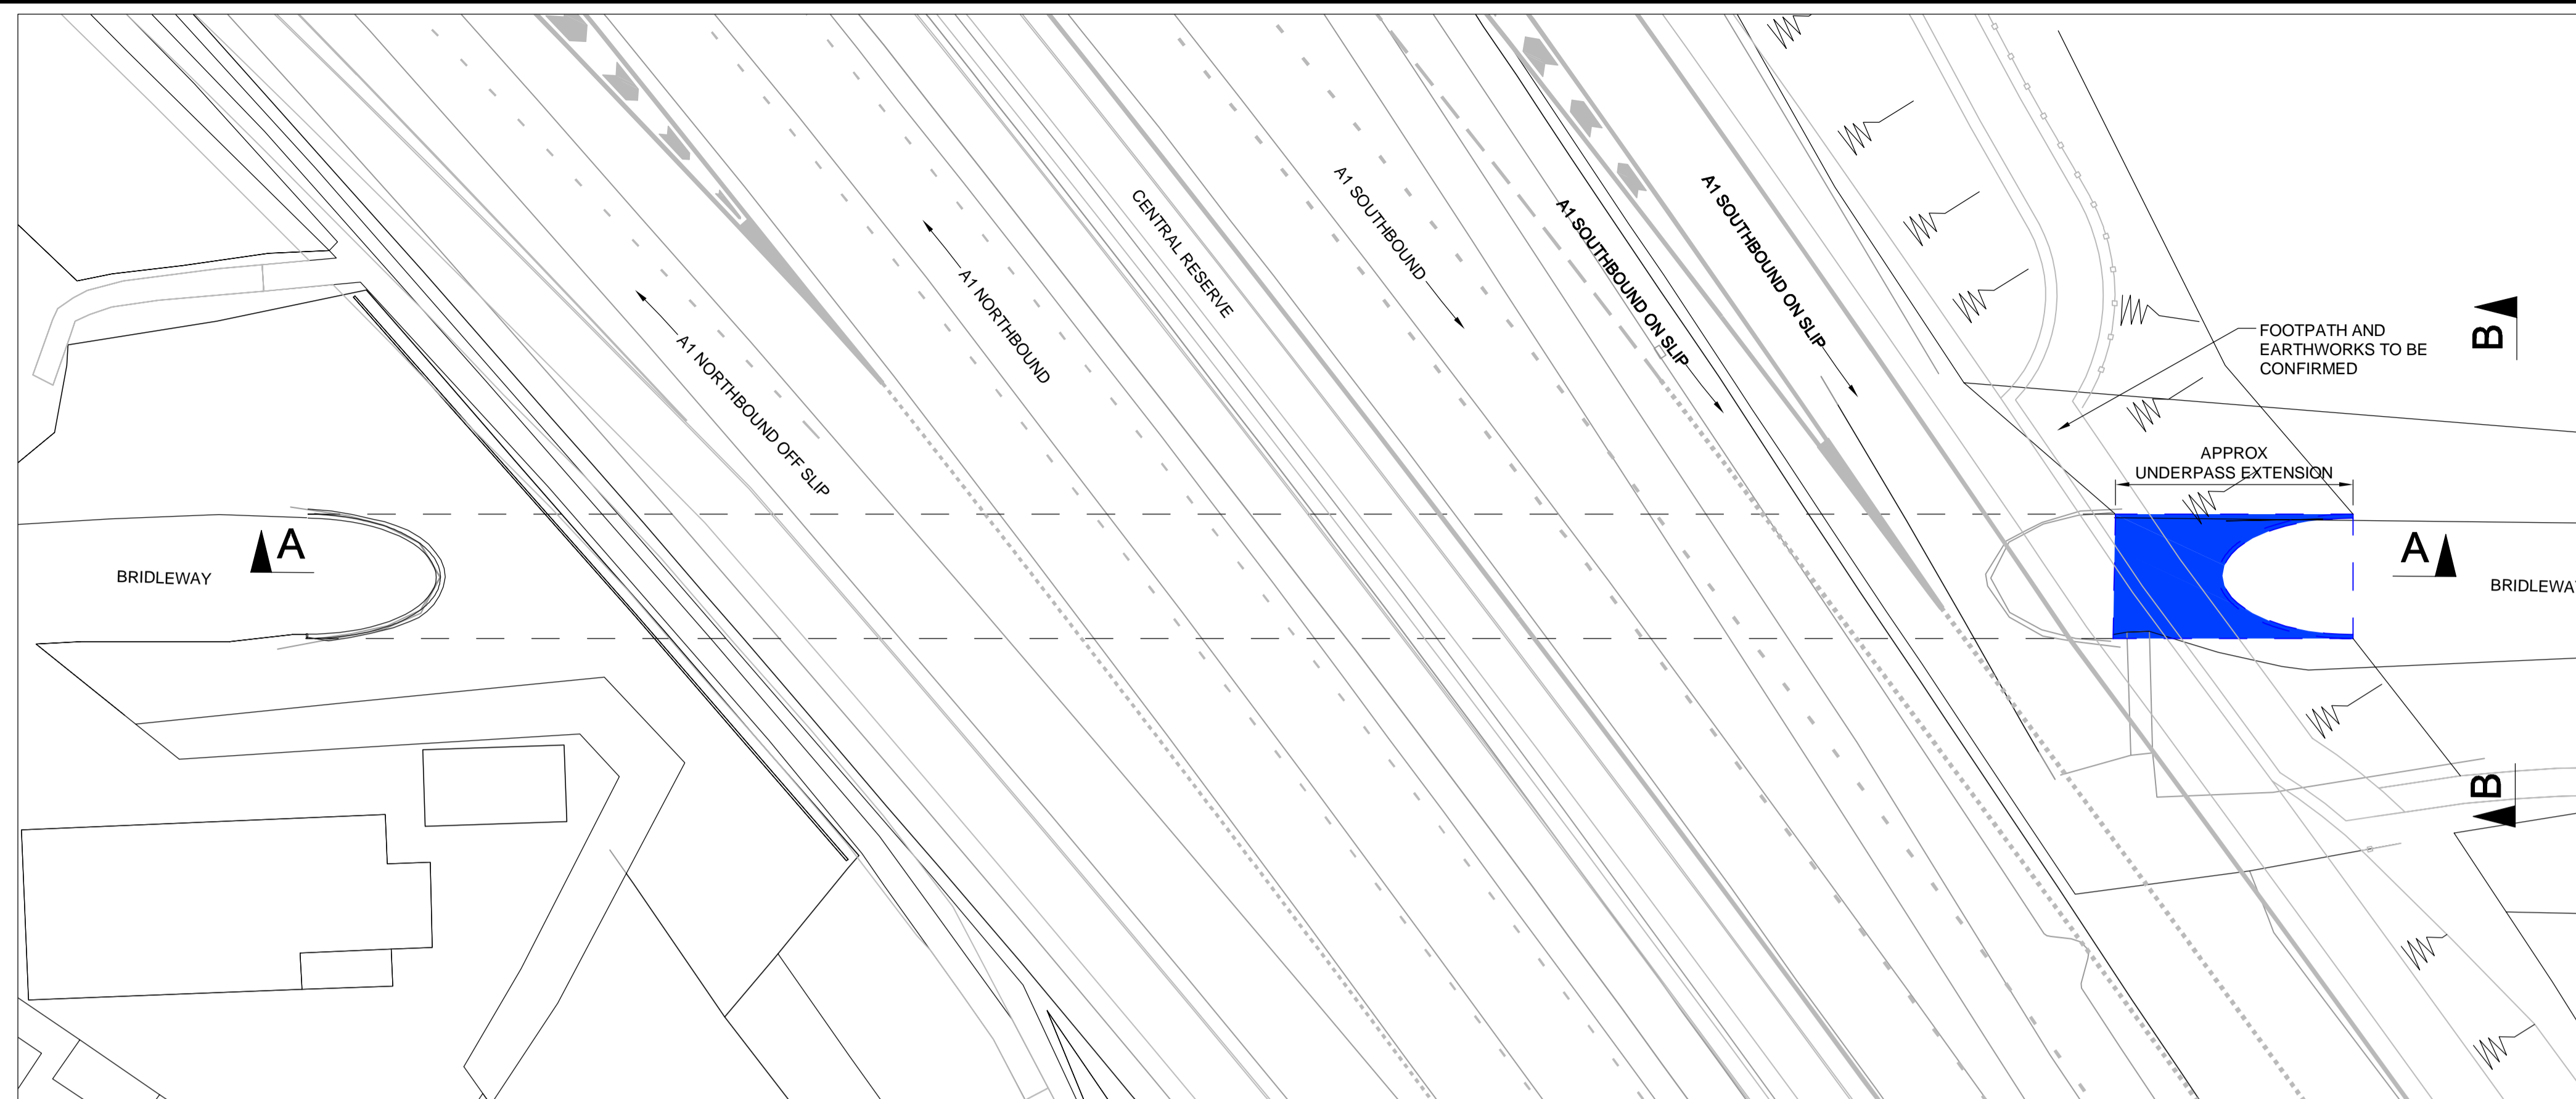 A1 NORTHBOUND OFF SLIP
A1 NORTHBOUND
CENTRAL RESERVE
A1 SOUTHBOUND
A1 SOUTHBOUND ON SLIP
A1 SOUTHBOUND ON SLIP
FOOTPATH AND
EARTHWORKS TO BE
CONFIRMED
B
APPROX
UNDERPASS EXTENSION
A
A
BRIDLEWAY
BRIDLEWA
B